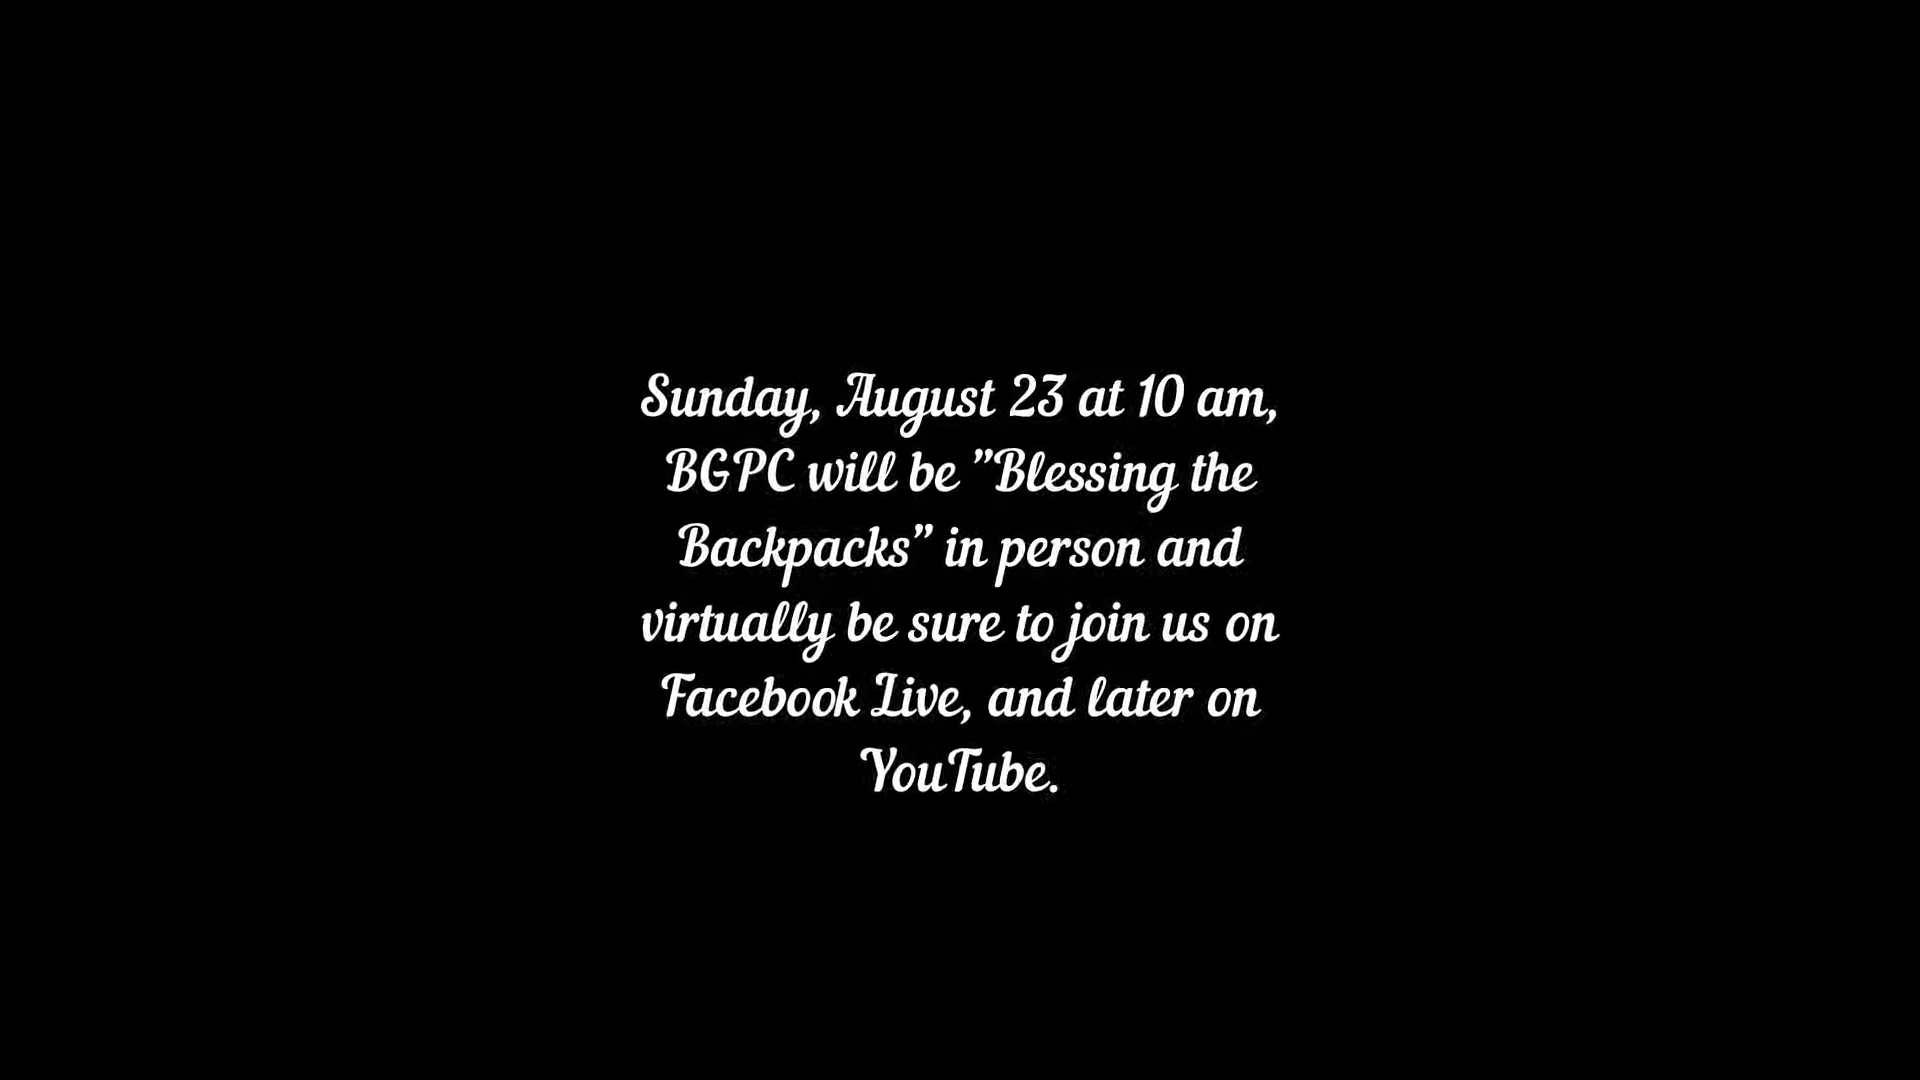 Sunday, August 23 at 10 am,
BGPC will be ”Blessing the
Backpacks” in person and
virtually be sure to join us on
Facebook Live, and later on
YouTube.